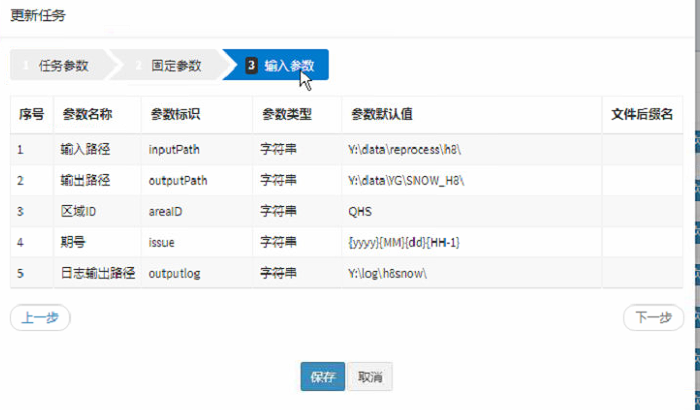 更新任务
1 任务参数 2 固定参数 3 输入参数
序号 参数名称 参数标识 参数类型 参数默认值 文件后缀名
1 输入路径 inputPath 字符串 Y:\data\reprocess\h8\
2 输出路径 outputPath 字符串 Y:\data\YG\SNOW_H8\
3 区域ID areaID 字符串 QHS
4 期号 issue 字符串 {yyyy}{MM}{dd}{HH-1}
5 日志输出路径 outputlog 字符串 Y:\log\h8snow\
上一步 下一步
保存 取消